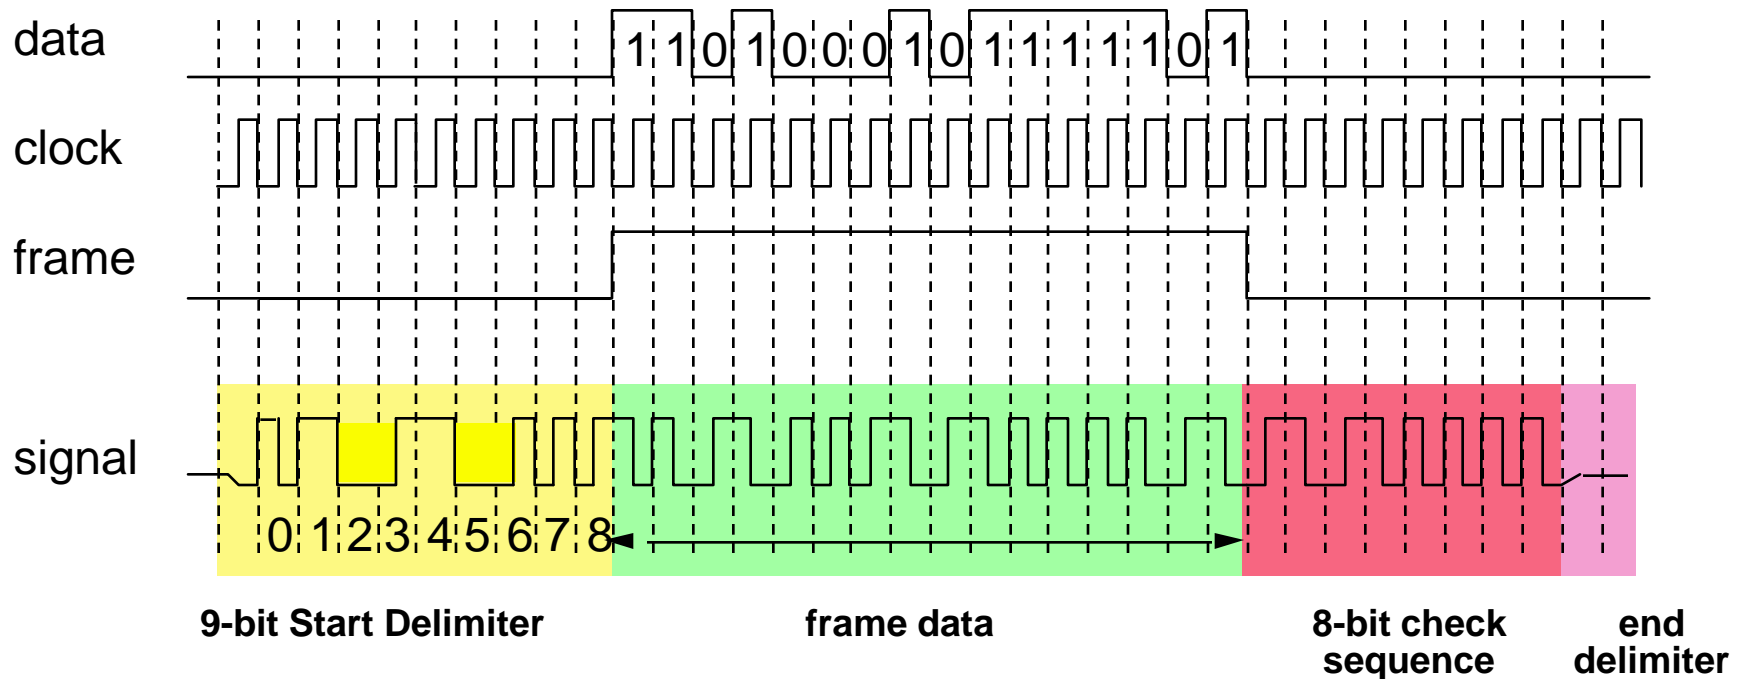 data 1 1 0 1 0 0 0 1 0 1 1 1 1 1 0 1
clock
frame
signal
0 1 2 3 4 5 6 7 8
9-bit Start Delimiter frame data 8-bit check end
sequence delimiter